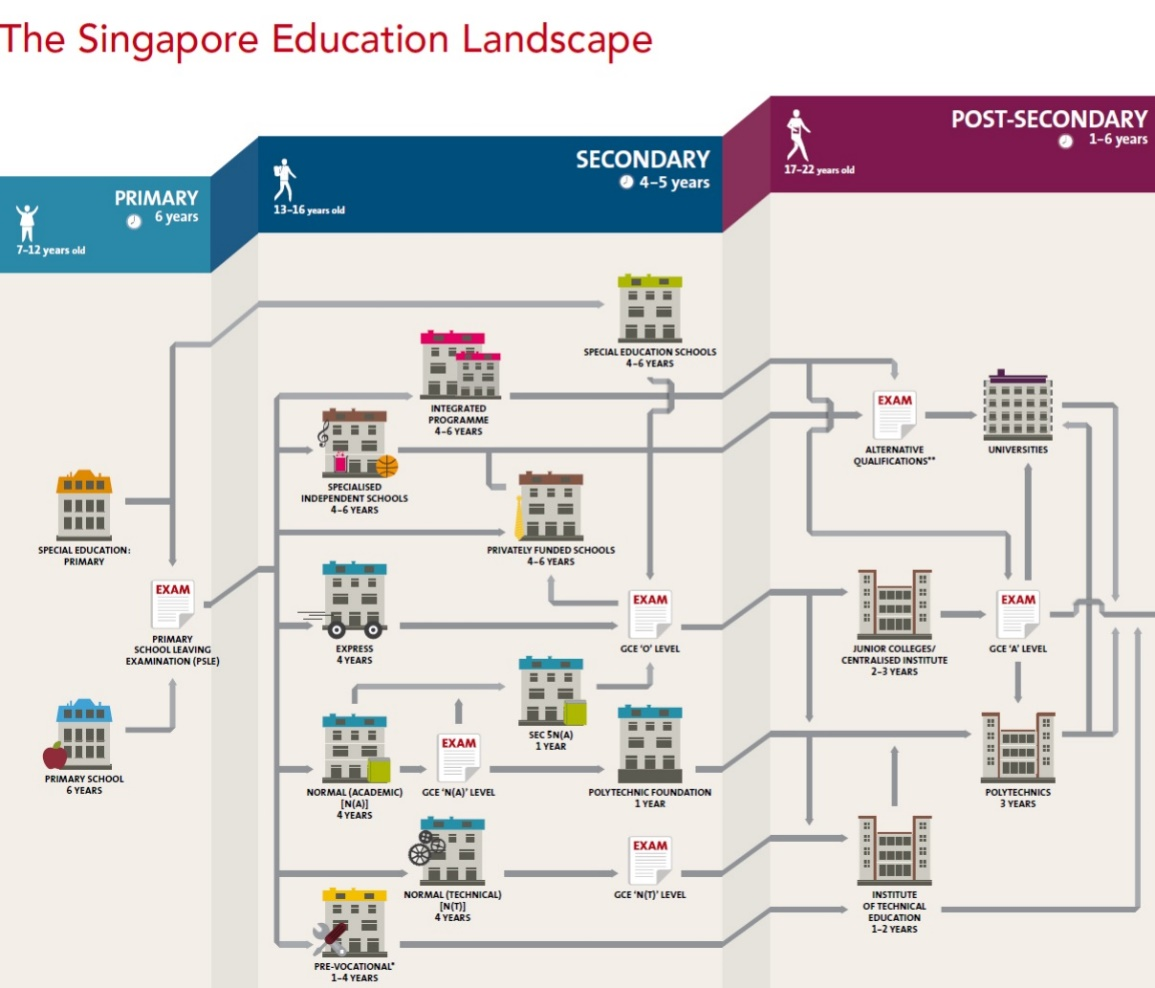 The Singapore Education Landscape
PRIMARY
6 years
7–12 years old
SECONDARY
4–5 years
13–16 years old
POST-SECONDARY
1–6 years
17–22 years old
SPECIAL EDUCATION SCHOOLS
4–6 YEARS
INTEGRATED
PROGRAMME
4–6 YEARS
EXAM
ALTERNATIVE
QUALIFICATIONS**
UNIVERSITIES
SPECIALISED
INDEPENDENT SCHOOLS
4–6 YEARS
PRIVATELY FUNDED SCHOOLS
4–6 YEARS
SPECIAL EDUCATION:
PRIMARY
EXAM
PRIMARY
SCHOOL LEAVING
EXAMINATION (PSLE)
EXPRESS
4 YEARS
EXAM
GCE ‘O’ LEVEL
JUNIOR COLLEGES/
CENTRALISED INSTITUTE
2–3 YEARS
EXAM
GCE ‘A’ LEVEL
SEC 5N(A)
1 YEAR
PRIMARY SCHOOL
6 YEARS
NORMAL (ACADEMIC)
[N(A)]
4 YEARS
EXAM
GCE ‘N(A)’ LEVEL
POLYTECHNIC FOUNDATION
1 YEAR
POLYTECHNICS
3 YEARS
NORMAL (TECHNICAL)
[N(T)]
4 YEARS
EXAM
GCE ‘N(T)’ LEVEL
INSTITUTE
OF TECHNICAL
EDUCATION
1–2 YEARS
PRE-VOCATIONAL*
1–4 YEARS